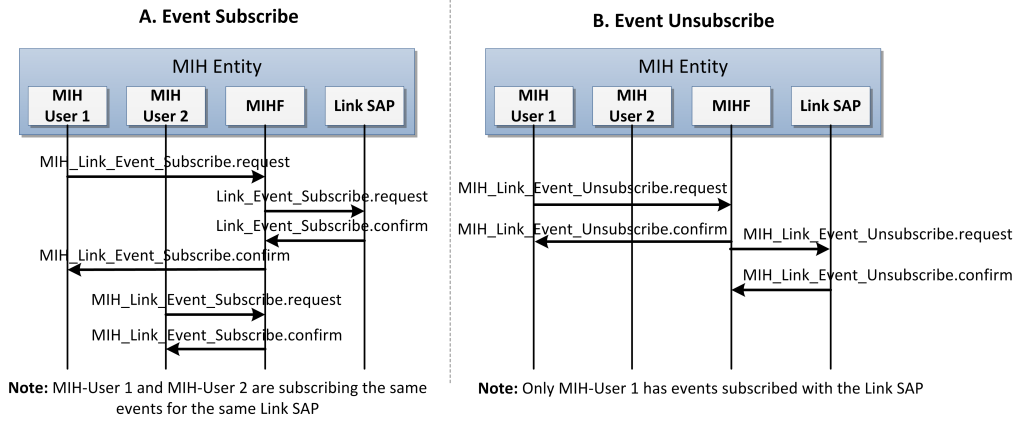 A. Event Subscribe
MIH Entity
MIH
User 1
MIH
User 2
MIHF
Link SAP
MIH_Link_Event_Subscribe.request
Link_Event_Subscribe.request
Link_Event_Subscribe.confirm
MIH_Link_Event_Subscribe.confirm
MIH_Link_Event_Subscribe.request
MIH_Link_Event_Subscribe.confirm
Note: MIH-User 1 and MIH-User 2 are subscribing the same
events for the same Link SAP
B. Event Unsubscribe
MIH Entity
MIH
User 1
MIH
User 2
MIHF
Link SAP
MIH_Link_Event_Unsubscribe.request
MIH_Link_Event_Unsubscribe.confirm
MIH_Link_Event_Unsubscribe.request
MIH_Link_Event_Unsubscribe.confirm
Note: Only MIH-User 1 has events subscribed with the Link SAP